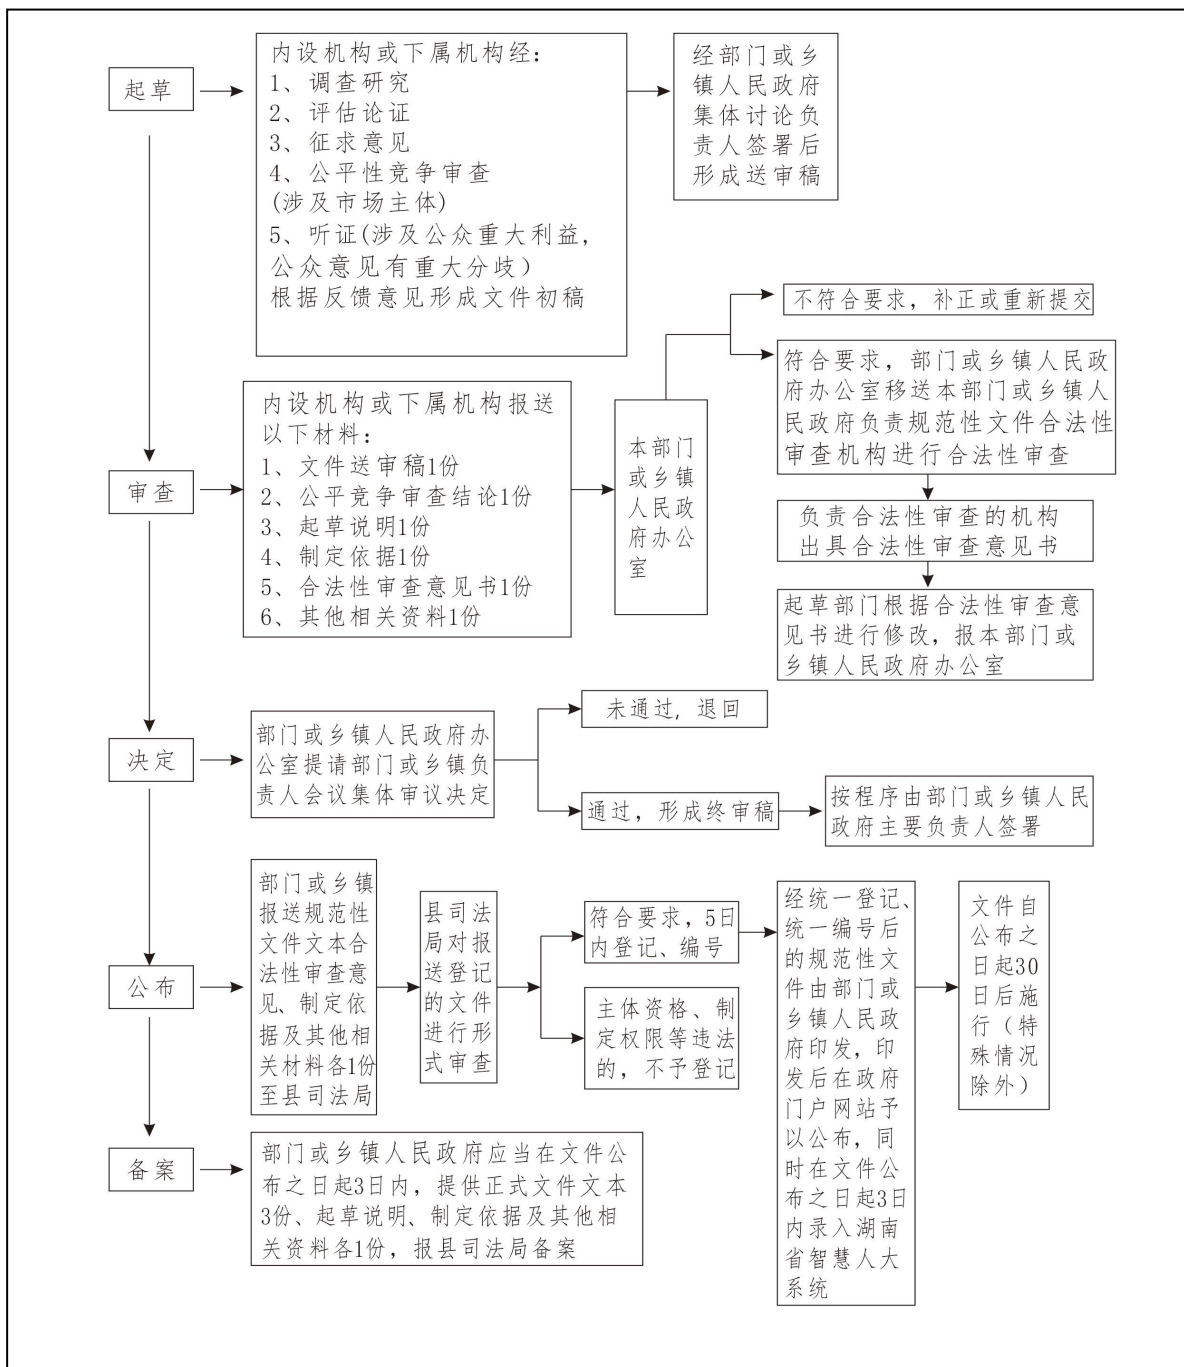 起草
内设机构或下属机构经：
1、调查研究
2、评估论证
3、征求意见
4、公平性竞争审查
(涉及市场主体)
5、听证(涉及公众重大利益，
公众意见有重大分歧）
根据反馈意见形成文件初稿
经部门或乡
镇人民政府
集体讨论负
责人签署后
形成送审稿
审查
内设机构或下属机构报送
以下材料：
1、文件送审稿1份
2、公平竞争审查结论1份
3、起草说明1份
4、制定依据1份
5、合法性审查意见书1份
6、其他相关资料1份
本部门
或乡镇
人民政
府办公
室
不符合要求，补正或重新提交
符合要求，部门或乡镇人民政
府办公室移送本部门或乡镇人
民政府负责规范性文件合法性
审查机构进行合法性审查
负责合法性审查的机构
出具合法性审查意见书
起草部门根据合法性审查意
见书进行修改，报本部门或
乡镇人民政府办公室
决定
部门或乡镇人民政府办
公室提请部门或乡镇负
责人会议集体审议决定
未通过，退回
通过，形成终审稿
按程序由部门或乡镇人民
政府主要负责人签署
公布
部门或乡镇
报送规范性
文件文本合
法性审查意
见、制定依
据及其他相
关材料各1份
至县司法局
县司法
局对报
送登记
的文件
进行形
式审查
符合要求，5日
内登记、编号
主体资格、制
定权限等违法
的，不予登记
经统一登记、
统一编号后
的规范性文
件由部门或
乡镇人民政
府印发，印
发后在政府
门户网站予
以公布，同
时在文件公
布之日起3日
内录入湖南
省智慧人大
系统
文件自
公布之
日起30
日后施
行（特
殊情况
除外）
备案
部门或乡镇人民政府应当在文件公
布之日起3日内，提供正式文件文本
3份、起草说明、制定依据及其他相
关资料各1份，报县司法局备案